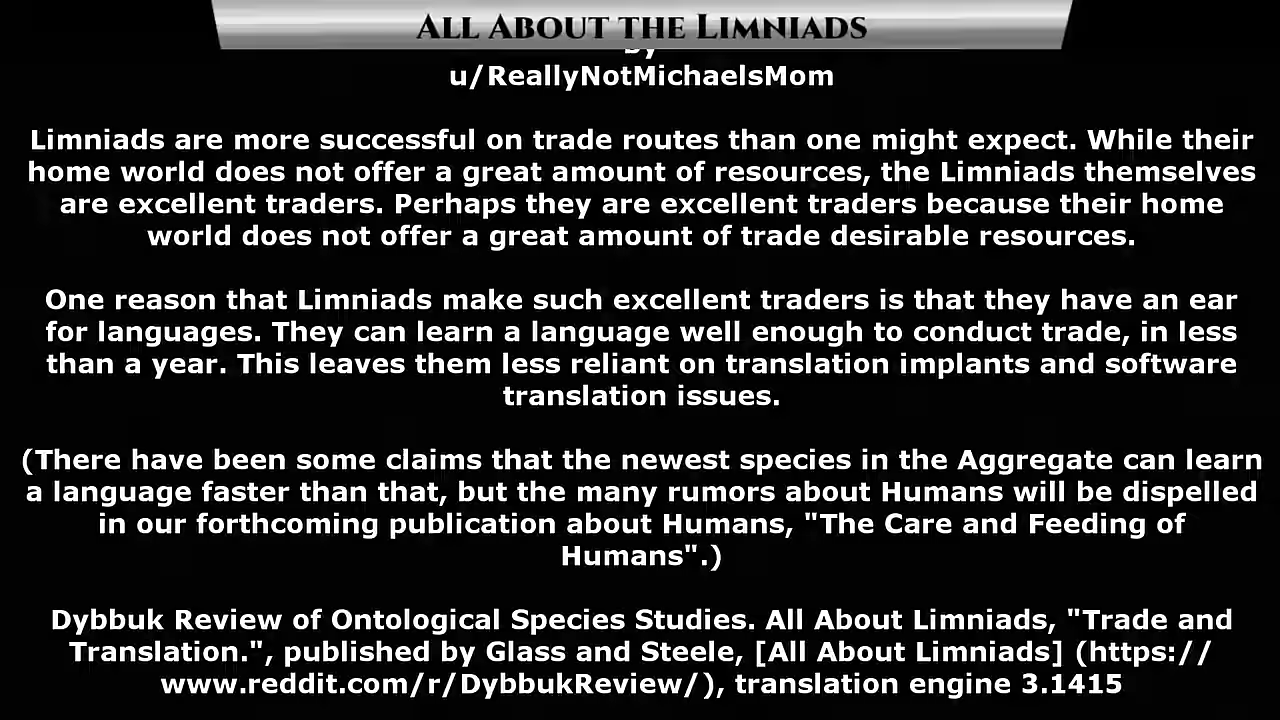 All About the Limniads
by
u/ReallyNotMichaelsMom
Limniads are more successful on trade routes than one might expect. While their
home world does not offer a great amount of resources, the Limniads themselves
are excellent traders. Perhaps they are excellent traders because their home
world does not offer a great amount of trade desirable resources.
One reason that Limniads make such excellent traders is that they have an ear
for languages. They can learn a language well enough to conduct trade, in less
than a year. This leaves them less reliant on translation implants and software
translation issues.
(There have been some claims that the newest species in the Aggregate can learn
a language faster than that, but the many rumors about Humans will be dispelled
in our forthcoming publication about Humans, "The Care and Feeding of
Humans".)
Dybbuk Review of Ontological Species Studies. All About Limniads, "Trade and
Translation.", published by Glass and Steele, [All About Limniads] (https://
www.reddit.com/r/DybbukReview/), translation engine 3.1415